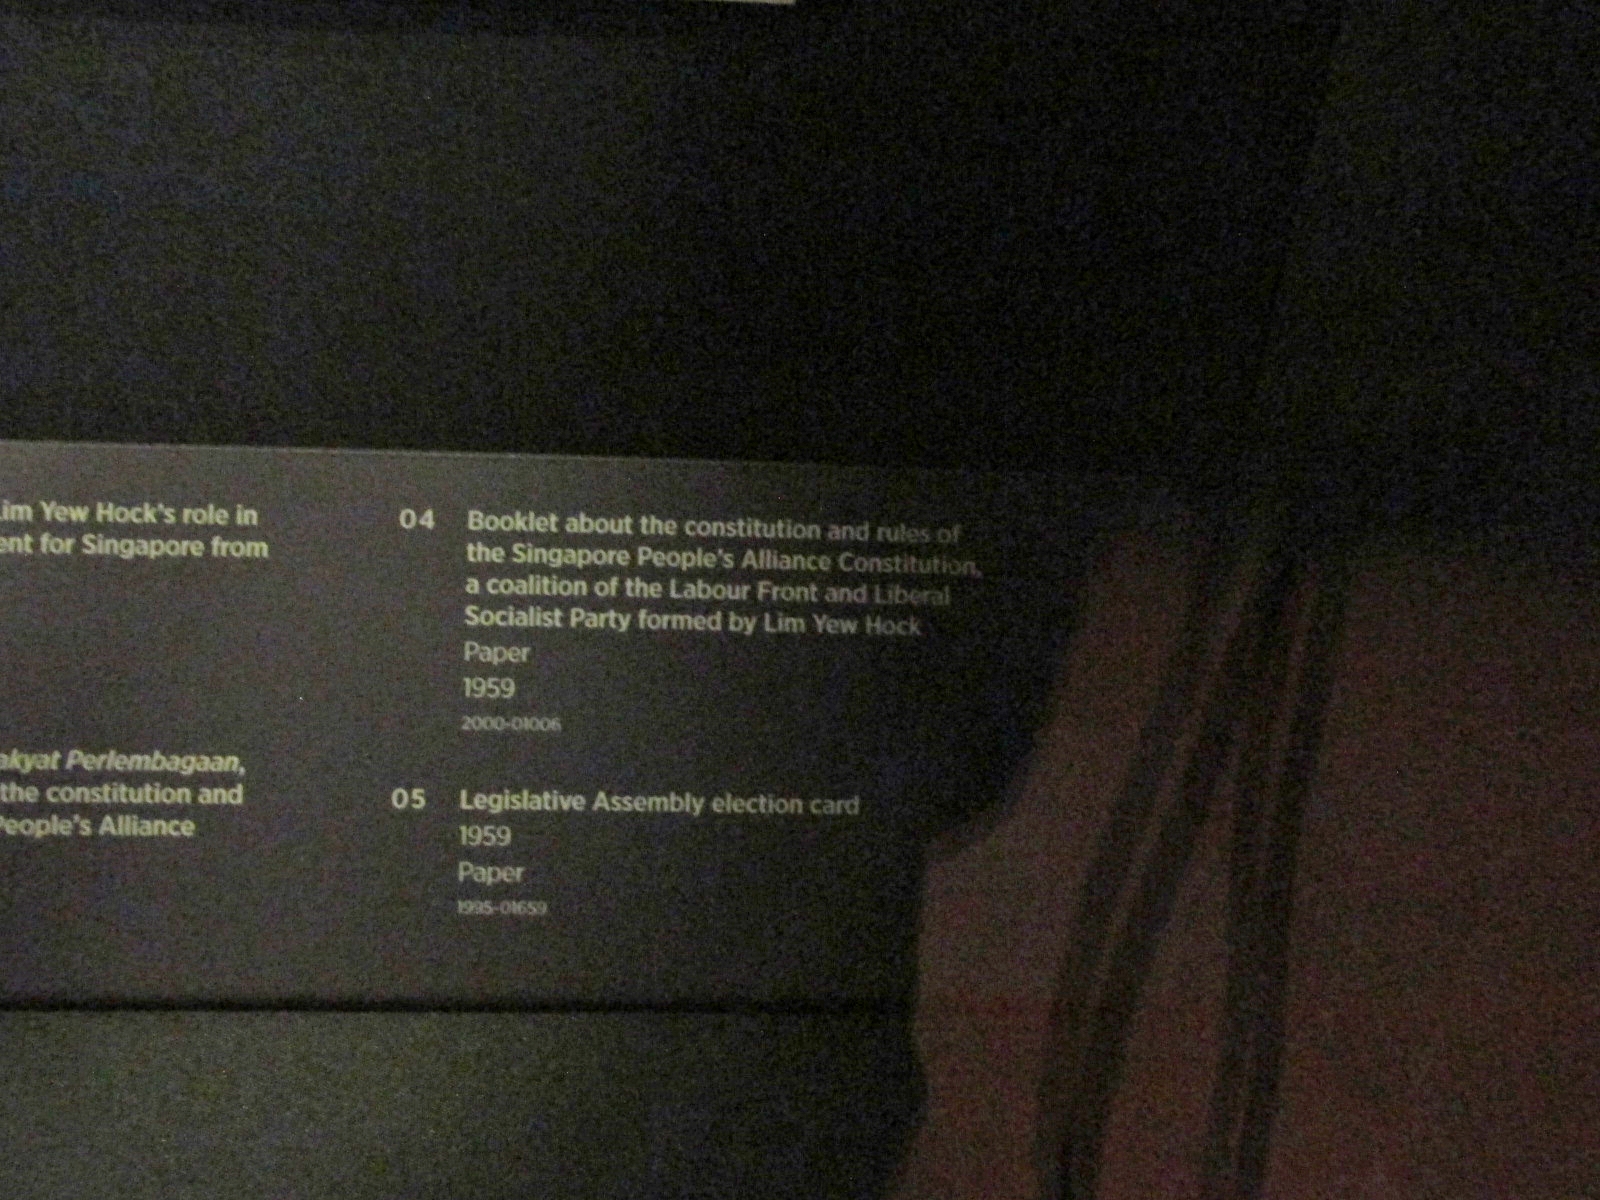 Lim Yew Hock's role in
ent for Singapore from
akyat Perlembagaan,
the constitution and
People's Alliance
04 Booklet about the constitution and rules of
the Singapore People's Alliance Constitution,
a coalition of the Labour Front and Liberal
Socialist Party formed by Lim Yew Hock
Paper
1959
2000-01006
05 Legislative Assembly election card
1959
Paper
1995-01659